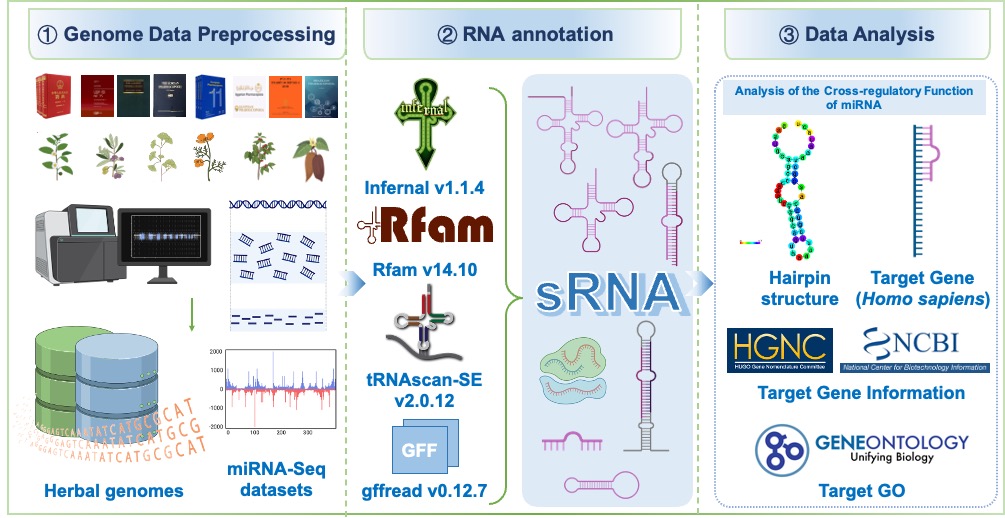 ① Genome Data Preprocessing
② RNA annotation
③ Data Analysis
11
Herbal genomes
2000
1000
0
-1000
-2000
0 100 200 300
miRNA-Seq
datasets
infernal
Infernal v1.1.4
Rfam
Rfam v14.10
tRNAscan-SE
v2.0.12
GFF
gffread v0.12.7
sRNA
Analysis of the Cross-regulatory Function
of miRNA
Hairpin
structure
Target Gene
(Homo sapiens)
HGNC
HUGO Gene Nomenclature Committee
NCBI
National Center for Biotechnology Information
Target Gene Information
GENEONTOLOGY
Unifying Biology
Target GO